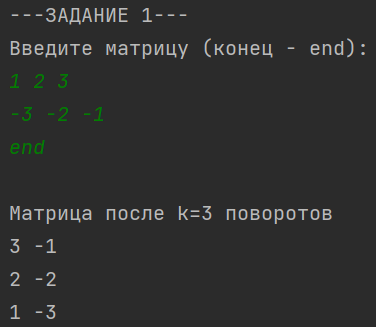 ---ЗАДАНИЕ 1---
Введите матрицу (конец - end):
1 2 3
-3 -2 -1
end
Матрица после k=3 поворотов
3 -1
2 -2
1 -3